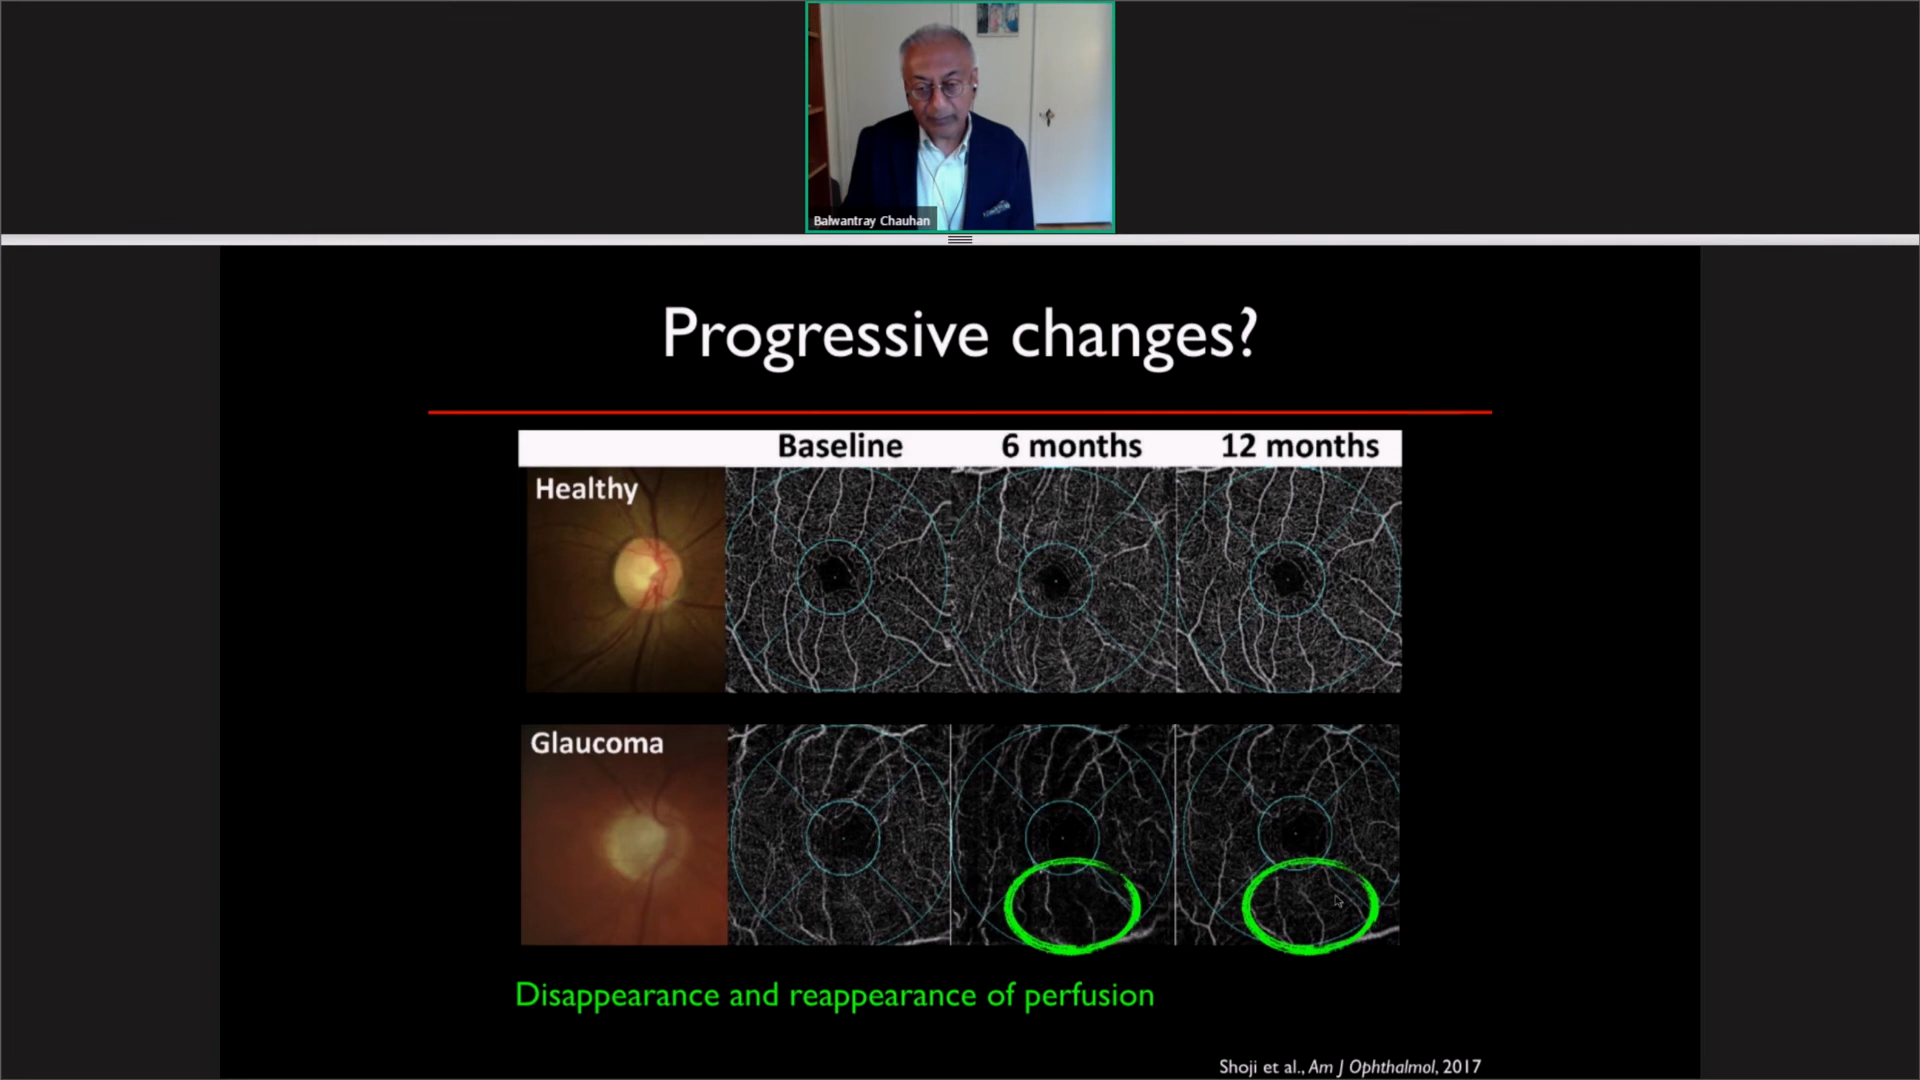 Balwantray Chauhan
Progressive changes?
Baseline 6 months 12 months
Healthy
Glaucoma
Disappearance and reappearance of perfusion
Shoji et al., Am J Ophthalmol, 2017